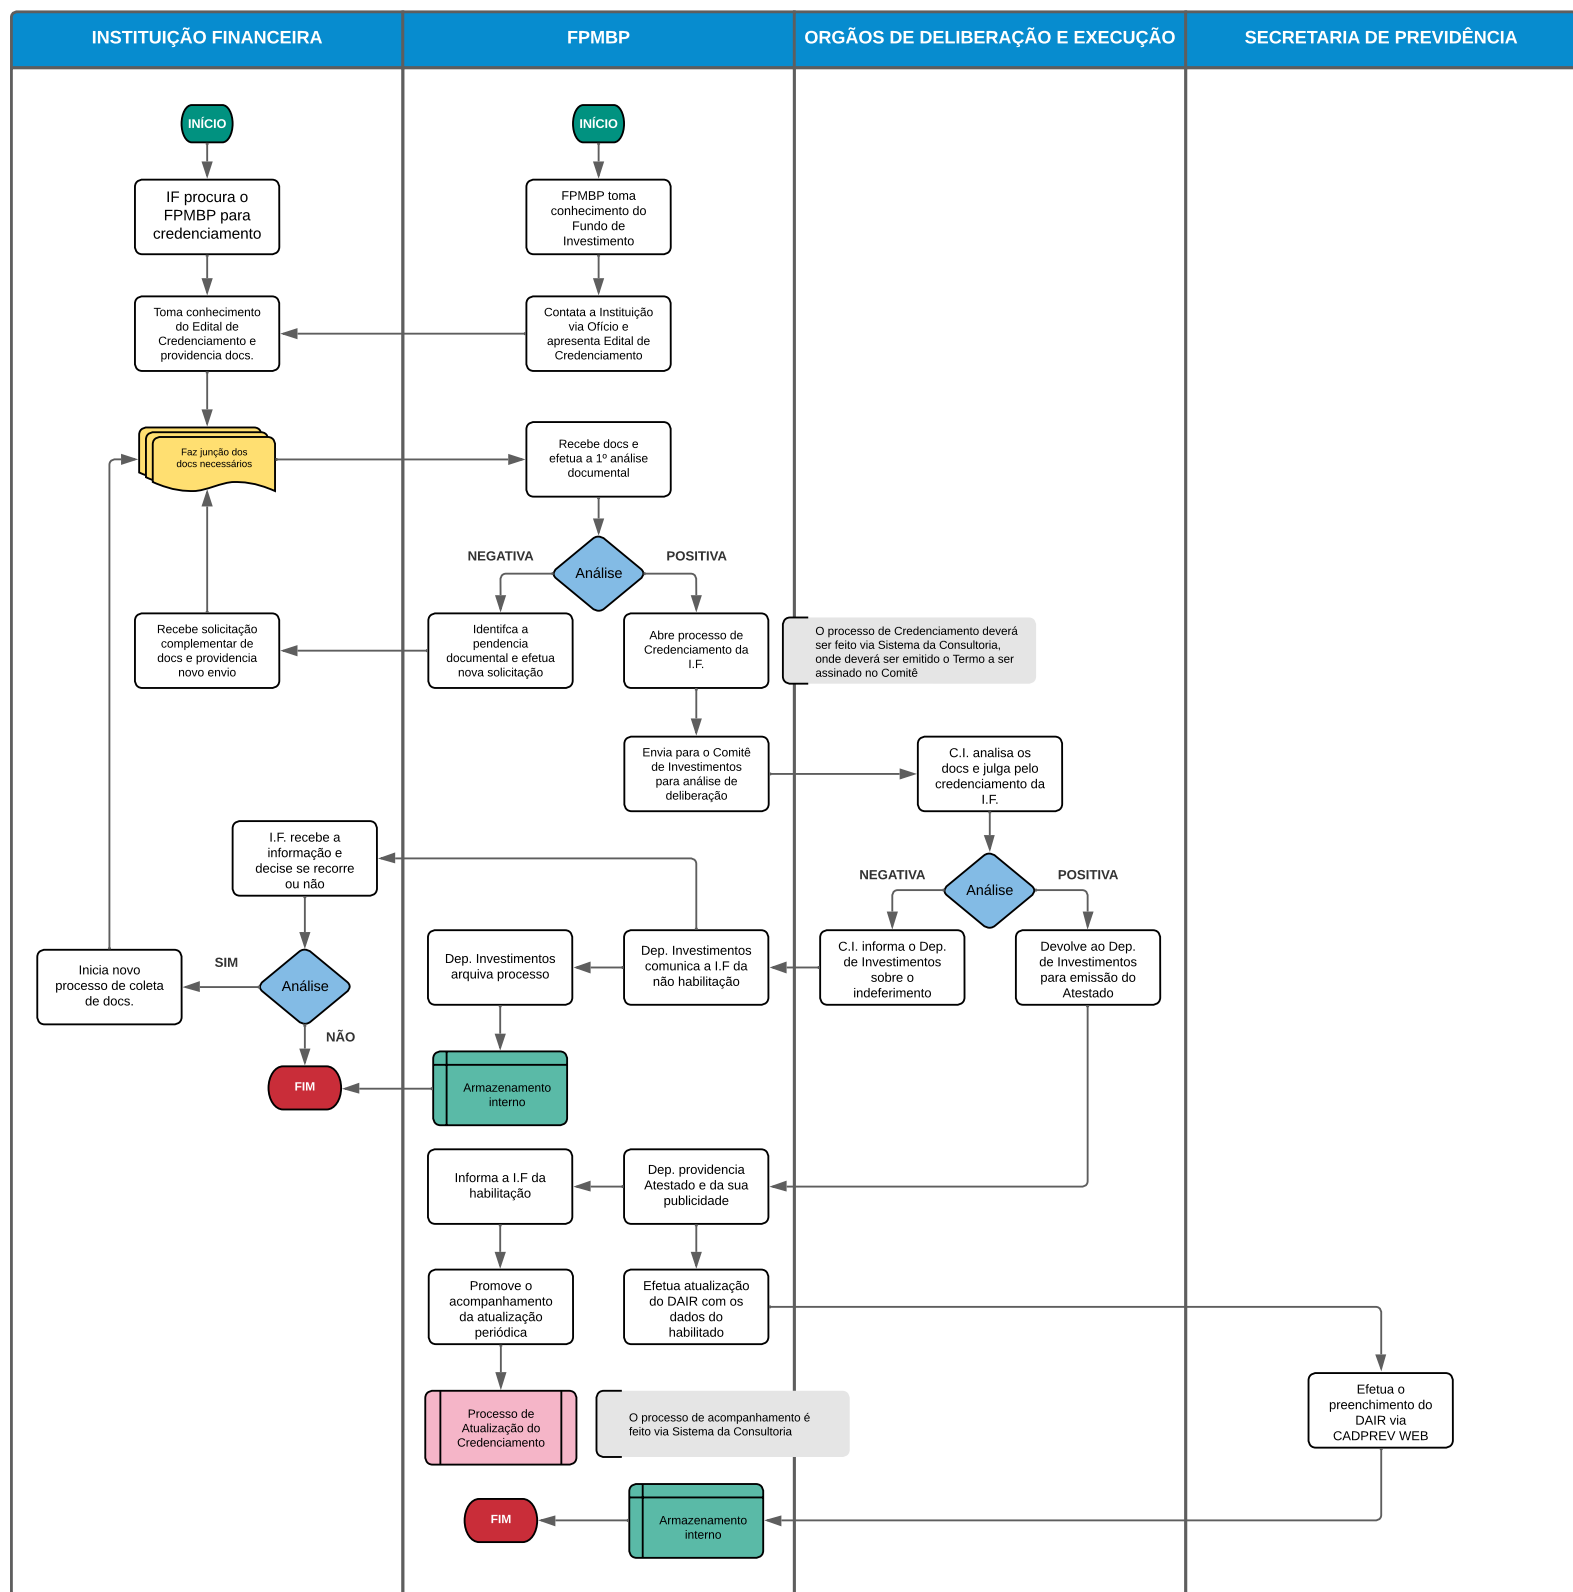 INSTITUIÇÃO FINANCEIRA
FPMBP
ORGÃOS DE DELIBERAÇÃO E EXECUÇÃO
SECRETARIA DE PREVIDÊNCIA
INÍCIO
INÍCIO
IF procura o
FPMBP para
credenciamento
FPMBP toma
conhecimento do
Fundo de
Investimento
Toma conhecimento
do Edital de
Credenciamento e
providencia docs.
Contata a Instituição
via Ofício e
apresenta Edital de
Credenciamento
Faz junção dos
docs necessários
Recebe docs e
efetua a 1º análise
documental
NEGATIVA
POSITIVA
Análise
Recebe solicitação
complementar de
docs e providencia
novo envio
Identifca a
pendencia
documental e efetua
nova solicitação
Abre processo de
Credenciamento da
I.F.
O processo de Credenciamento deverá
ser feito via Sistema da Consultoria,
onde deverá ser emitido o Termo a ser
assinado no Comitê
Envia para o Comitê
de Investimentos
para análise de
deliberação
C.I. analisa os
docs e julga pelo
credenciamento da
I.F.
I.F. recebe a
informação e
decise se recorre
ou não
NEGATIVA
POSITIVA
Análise
Dep. Investimentos
arquiva processo
Dep. Investimentos
comunica a I.F da
não habilitação
C.I. informa o Dep.
de Investimentos
sobre o
indeferimento
Devolve ao Dep.
de Investimentos
para emissão do
Atestado
Inicia novo
processo de coleta
de docs.
SIM
Análise
NÃO
FIM
Armazenamento
interno
Informa a I.F da
habilitação
Dep. providencia
Atestado e da sua
publicidade
Promove o
acompanhamento
da atualização
periódica
Efetua atualização
do DAIR com os
dados do
habilitado
Processo de
Atualização do
Credenciamento
O processo de acompanhamento é
feito via Sistema da Consultoria
Efetua o
preenchimento do
DAIR via
CADPREV WEB
FIM
Armazenamento
interno